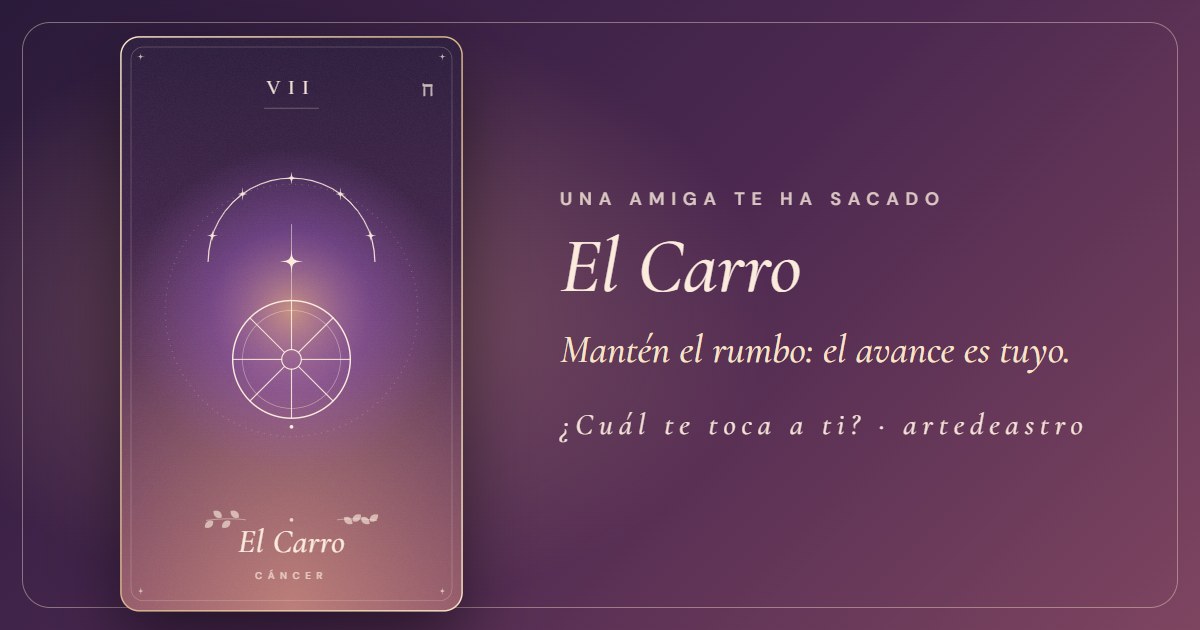 VII
ח
El Carro
CÁNCER
UNA AMIGA TE HA SACADO
El Carro
Mantén el rumbo: el avance es tuyo.
¿Cuál te toca a ti? · artedeastro